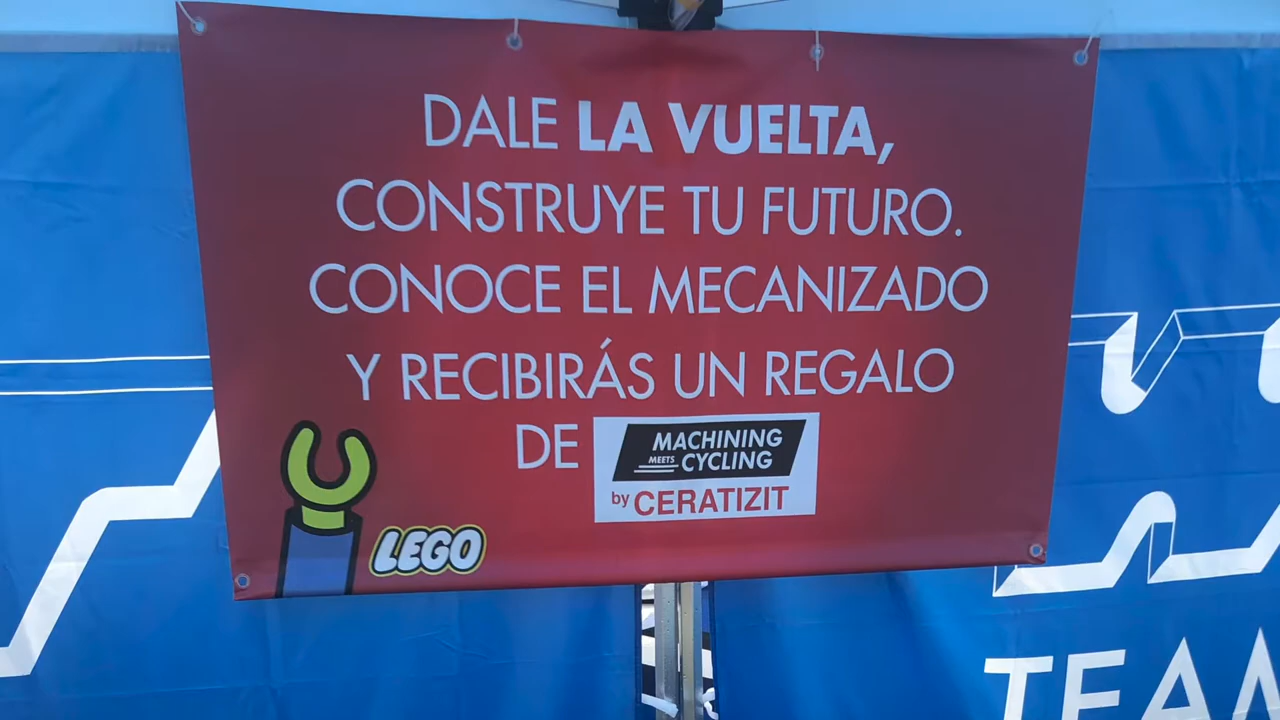 DALE LA VUELTA,
CONSTRUYE TU FUTURO.
CONOCE EL MECANIZADO
Y RECIBIRÁS UN REGALO
DE
MACHINING
MEETS CYCLING
by CERATIZIT
LEGO
TEA